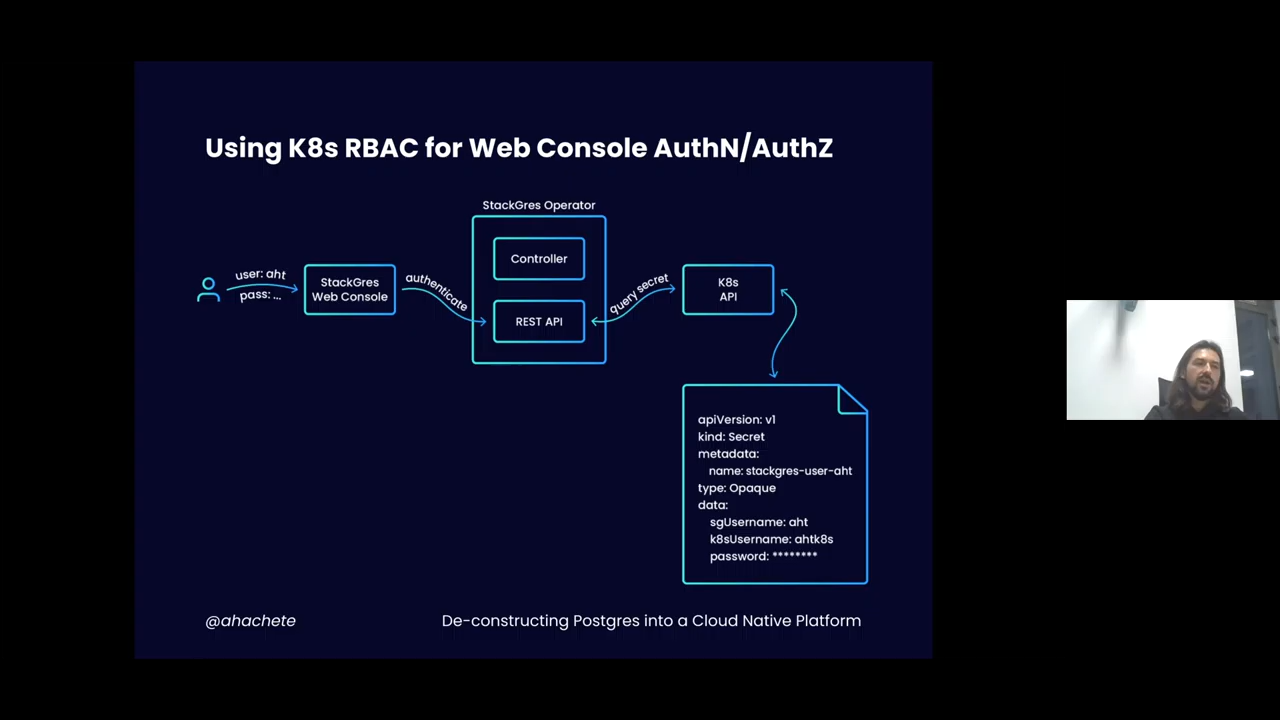 Using K8s RBAC for Web Console AuthN/AuthZ
StackGres Operator
user: aht
pass: ...
StackGres
Web Console
authenticate
Controller
REST API
query secret
K8s
API
apiVersion: v1
kind: Secret
metadata:
name: stackgres-user-aht
type: Opaque
data:
sgUsername: aht
k8sUsername: ahtk8s
password: ********
@ahachete
De-constructing Postgres into a Cloud Native Platform